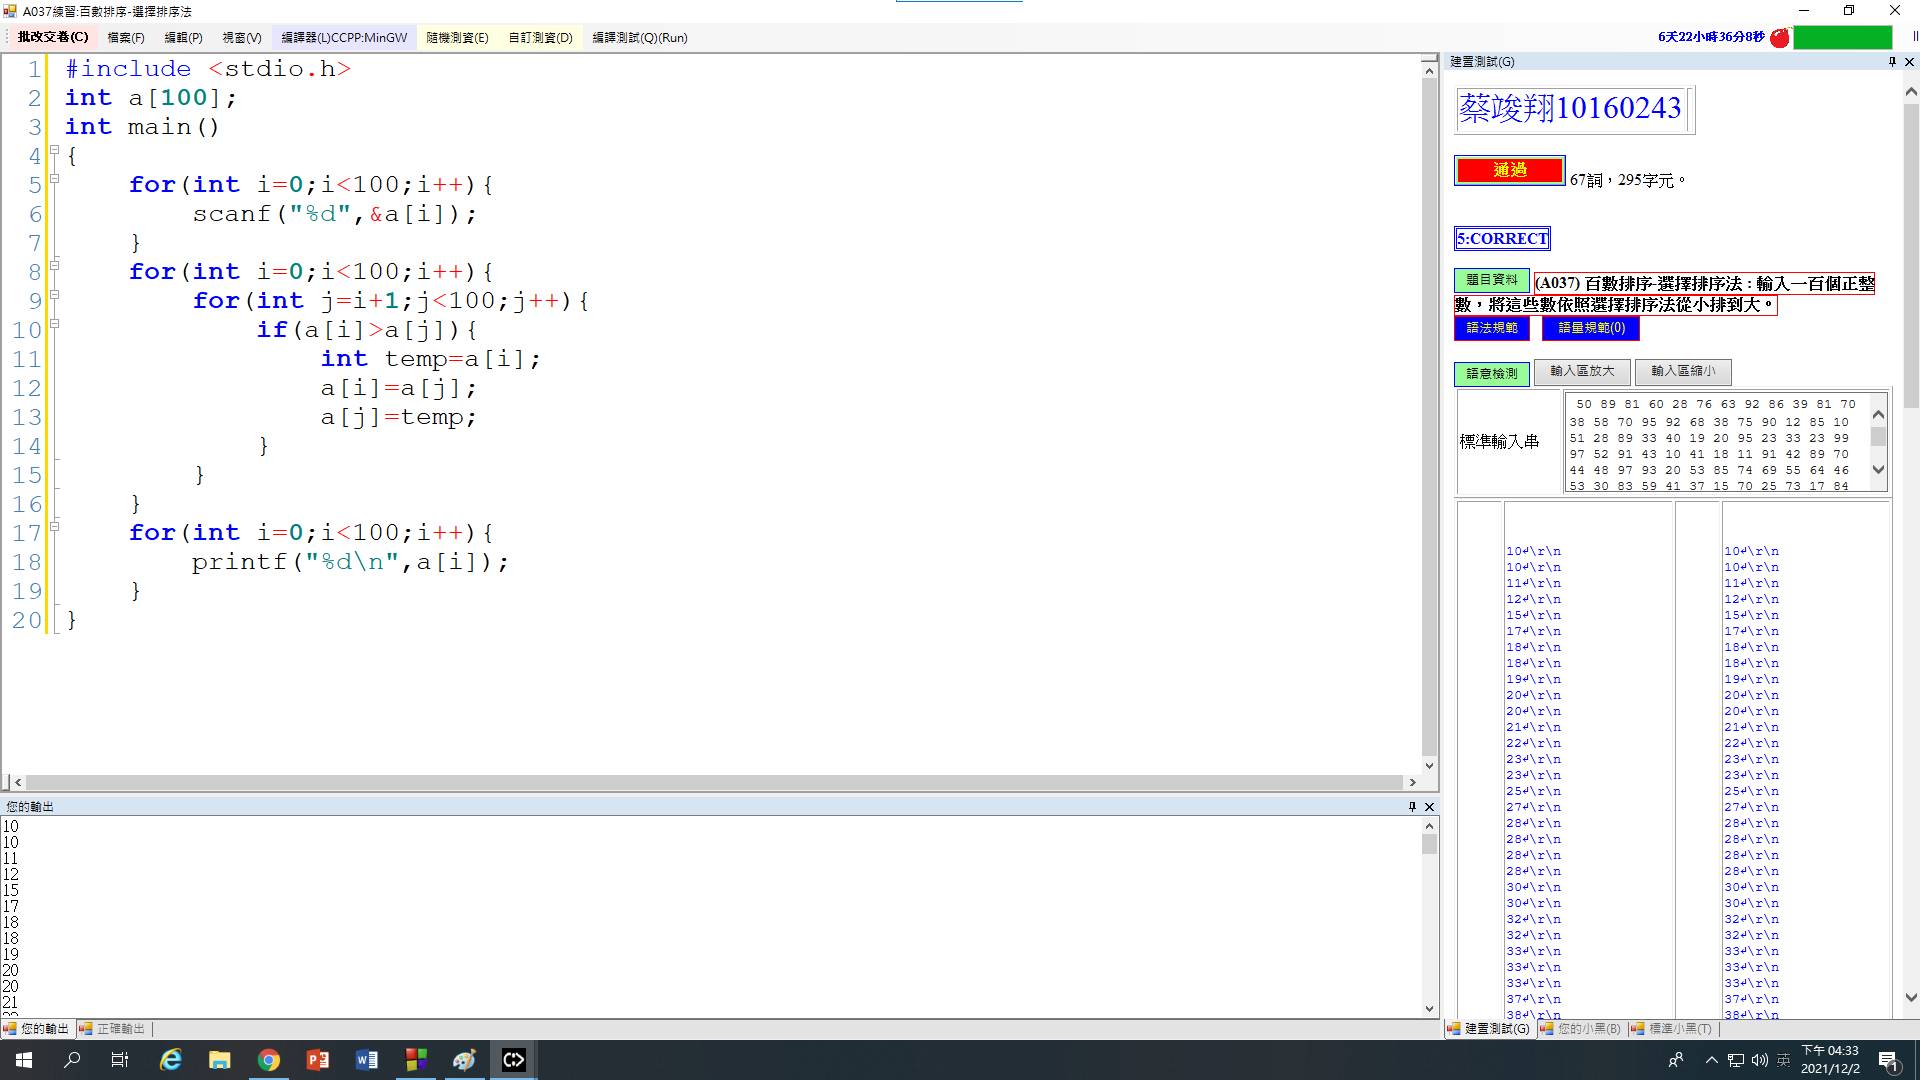 A037練習:百數排序-選擇排序法
批改交卷(C) 檔案(F) 編輯(P) 視窗(V) 編譯器(L)CCPP:MinGW 隨機測資(E) 自訂測資(D) 編譯測試(Q)(Run)
6天22小時36分8秒
1 #include <stdio.h>
2 int a[100];
3 int main()
4 {
5 for(int i=0;i<100;i++){
6 scanf("%d",&a[i]);
7 }
8 for(int i=0;i<100;i++){
9 for(int j=i+1;j<100;j++){
10 if(a[i]>a[j]){
11 int temp=a[i];
12 a[i]=a[j];
13 a[j]=temp;
14 }
15 }
16 }
17 for(int i=0;i<100;i++){
18 printf("%d\n",a[i]);
19 }
20 }
您的輸出
10
10
11
12
15
17
18
18
19
20
20
21
您的輸出 正確輸出
建置測試(G)
蔡竣翔10160243
通過 67詞，295字元。
5:CORRECT
題目資料 (A037) 百數排序-選擇排序法：輸入一百個正整
數，將這些數依照選擇排序法從小排到大。
語法規範 語量規範(0)
語意檢測 輸入區放大 輸入區縮小
標準輸入串
50 89 81 60 28 76 63 92 86 39 81 70
38 58 70 95 92 68 38 75 90 12 85 10
51 28 89 33 40 19 20 95 23 33 23 99
97 52 91 43 10 41 18 11 91 42 89 70
44 48 97 93 20 53 85 74 69 55 64 46
53 30 83 59 41 37 15 70 25 73 17 84
10↵\r\n 10↵\r\n
10↵\r\n 10↵\r\n
11↵\r\n 11↵\r\n
12↵\r\n 12↵\r\n
15↵\r\n 15↵\r\n
17↵\r\n 17↵\r\n
18↵\r\n 18↵\r\n
18↵\r\n 18↵\r\n
19↵\r\n 19↵\r\n
20↵\r\n 20↵\r\n
20↵\r\n 20↵\r\n
21↵\r\n 21↵\r\n
22↵\r\n 22↵\r\n
23↵\r\n 23↵\r\n
23↵\r\n 23↵\r\n
25↵\r\n 25↵\r\n
27↵\r\n 27↵\r\n
28↵\r\n 28↵\r\n
28↵\r\n 28↵\r\n
28↵\r\n 28↵\r\n
28↵\r\n 28↵\r\n
30↵\r\n 30↵\r\n
30↵\r\n 30↵\r\n
32↵\r\n 32↵\r\n
32↵\r\n 32↵\r\n
33↵\r\n 33↵\r\n
33↵\r\n 33↵\r\n
33↵\r\n 33↵\r\n
37↵\r\n 37↵\r\n
38↵\r\n 38↵\r\n
建置測試(G) 您的小黑(B) 標準小黑(T)
英
下午 04:33
2021/12/2
1